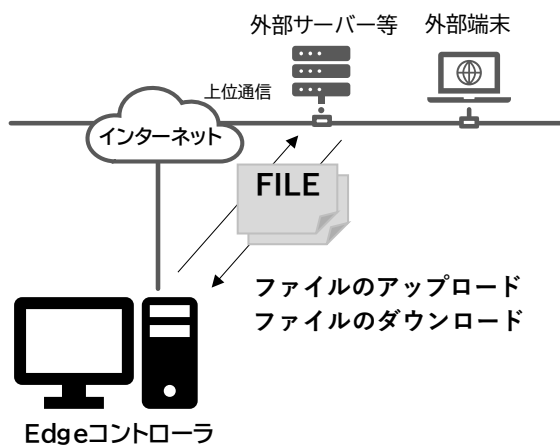 外部サーバー等
外部端末
上位通信
インターネット
FILE
ファイルのアップロード
ファイルのダウンロード
Edgeコントローラ